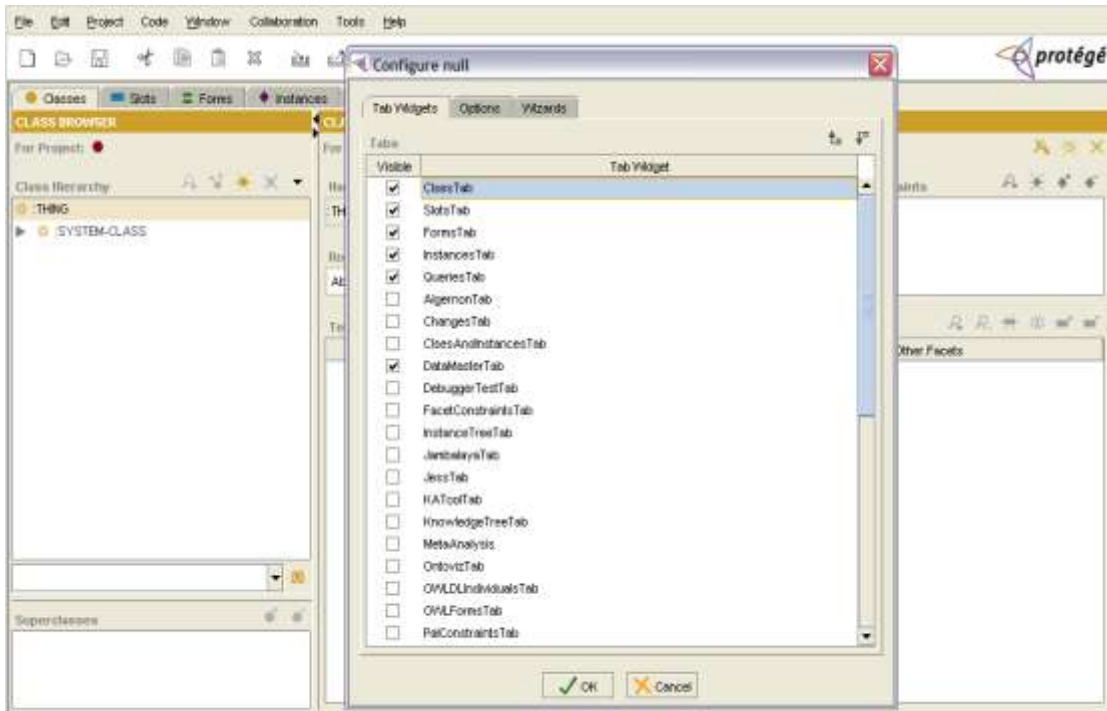 File Edit Project Code Window Collaboration Tools Help
protégé
Configure null
Classes Slots Forms Instances
Tab Widgets Options Wizards
CLASS BROWSER
For Project:
Tabs
Visible Tab Widget
Class Hierarchy
:THING
:SYSTEM-CLASS
ClsesTab
SlotsTab
FormsTab
InstancesTab
QueriesTab
AlgernonTab
ChangesTab
ClsesAndInstancesTab
Other Facets
DataMasterTab
DebuggerTestTab
FacetConstraintsTab
InstanceTreeTab
JambalayaTab
JessTab
KAToolTab
KnowledgeTreeTab
MetaAnalysis
OntovizTab
OWLDLIndividualsTab
OWLFormsTab
PalConstraintsTab
Superclasses
OK Cancel